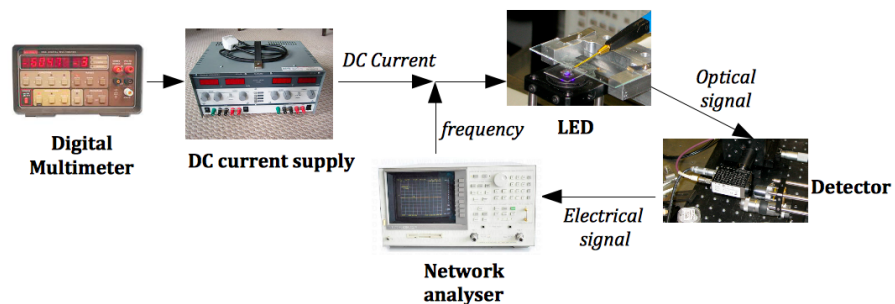 DC Current
Optical
signal
frequency
LED
Digital
Multimeter
DC current supply
Detector
Electrical
signal
Network
analyser